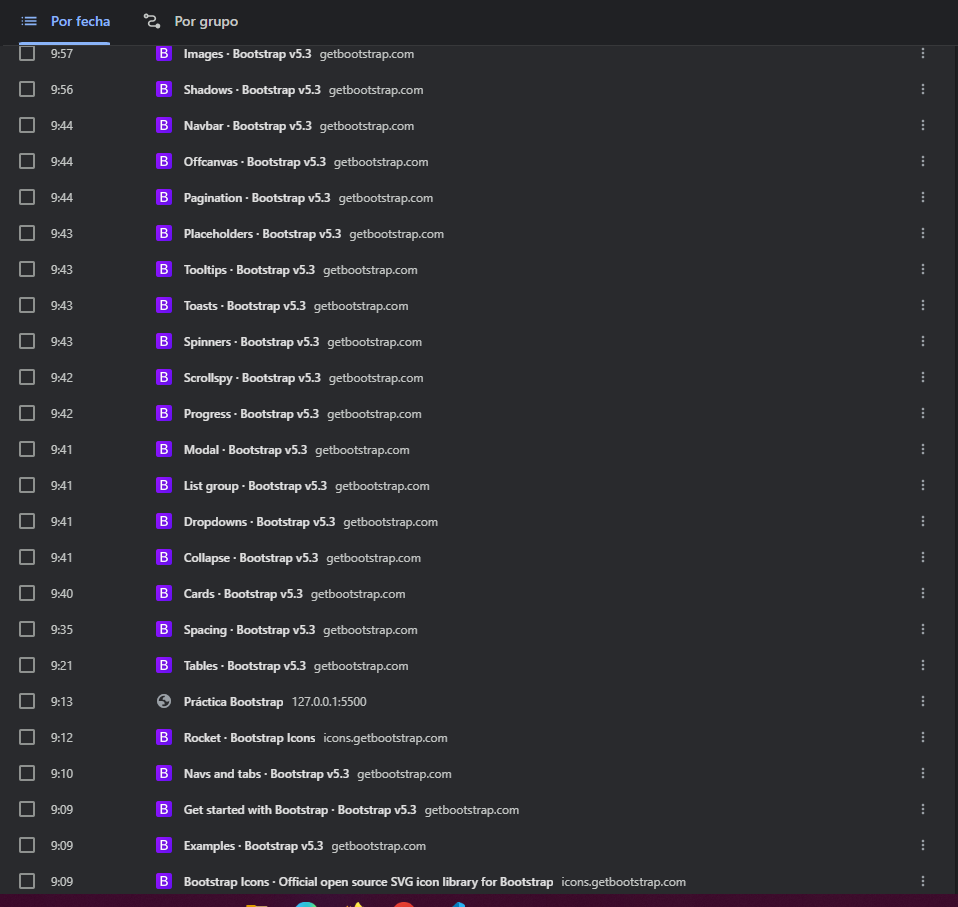 Por fecha Por grupo
9:57 B Images · Bootstrap v5.3 getbootstrap.com
9:56 B Shadows · Bootstrap v5.3 getbootstrap.com
9:44 B Navbar · Bootstrap v5.3 getbootstrap.com
9:44 B Offcanvas · Bootstrap v5.3 getbootstrap.com
9:44 B Pagination · Bootstrap v5.3 getbootstrap.com
9:43 B Placeholders · Bootstrap v5.3 getbootstrap.com
9:43 B Tooltips · Bootstrap v5.3 getbootstrap.com
9:43 B Toasts · Bootstrap v5.3 getbootstrap.com
9:43 B Spinners · Bootstrap v5.3 getbootstrap.com
9:42 B Scrollspy · Bootstrap v5.3 getbootstrap.com
9:42 B Progress · Bootstrap v5.3 getbootstrap.com
9:41 B Modal · Bootstrap v5.3 getbootstrap.com
9:41 B List group · Bootstrap v5.3 getbootstrap.com
9:41 B Dropdowns · Bootstrap v5.3 getbootstrap.com
9:41 B Collapse · Bootstrap v5.3 getbootstrap.com
9:40 B Cards · Bootstrap v5.3 getbootstrap.com
9:35 B Spacing · Bootstrap v5.3 getbootstrap.com
9:21 B Tables · Bootstrap v5.3 getbootstrap.com
9:13 Práctica Bootstrap 127.0.0.1:5500
9:12 B Rocket · Bootstrap Icons icons.getbootstrap.com
9:10 B Navs and tabs · Bootstrap v5.3 getbootstrap.com
9:09 B Get started with Bootstrap · Bootstrap v5.3 getbootstrap.com
9:09 B Examples · Bootstrap v5.3 getbootstrap.com
9:09 B Bootstrap Icons · Official open source SVG icon library for Bootstrap icons.getbootstrap.com